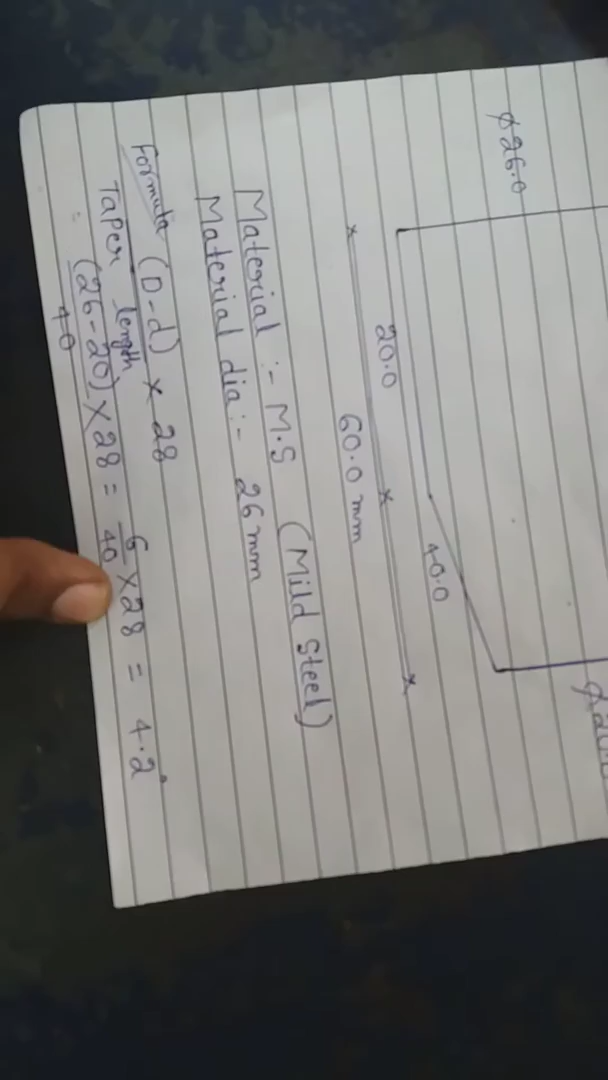 φ26.0
20.0
40.0
60.0 mm
Material :- M.S (Mild Steel)
Material dia :- 26 mm
Formula (D-d) × 28
Taper length
= (26-20) × 28 = 6 × 28 = 4.2°
40 40